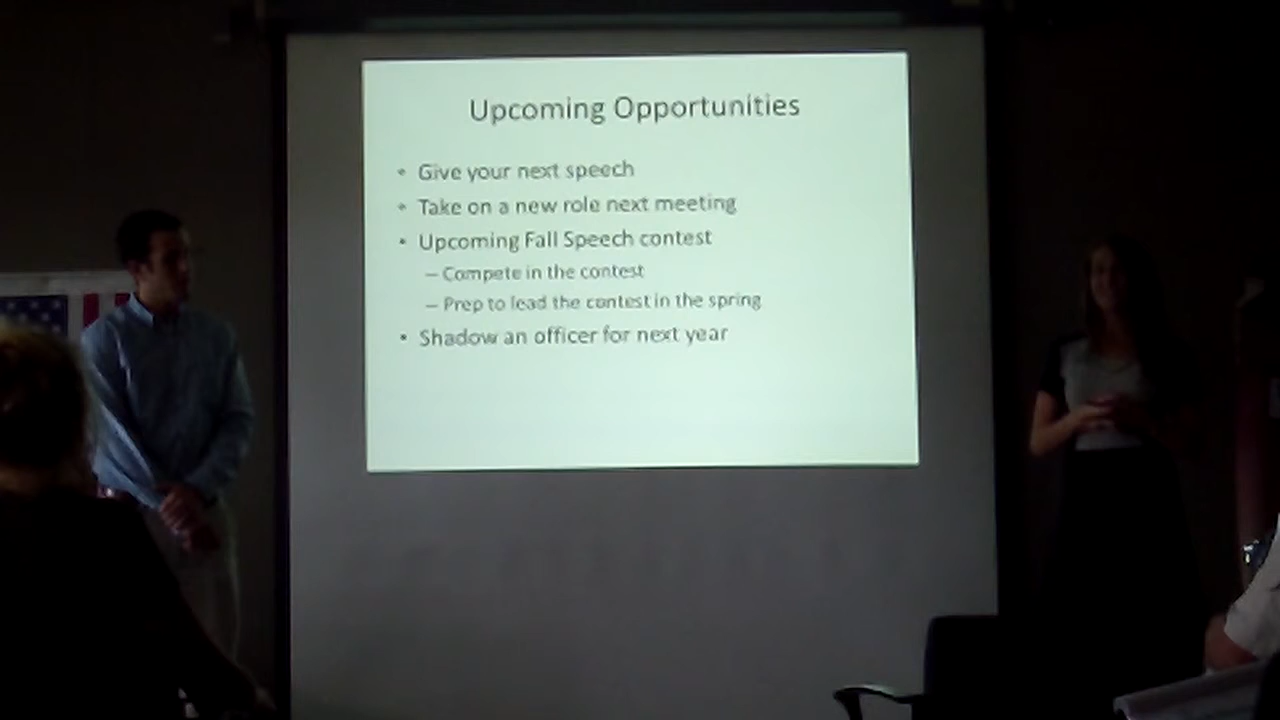 Upcoming Opportunities
• Give your next speech
• Take on a new role next meeting
• Upcoming Fall Speech contest
– Compete in the contest
– Prep to lead the contest in the spring
• Shadow an officer for next year